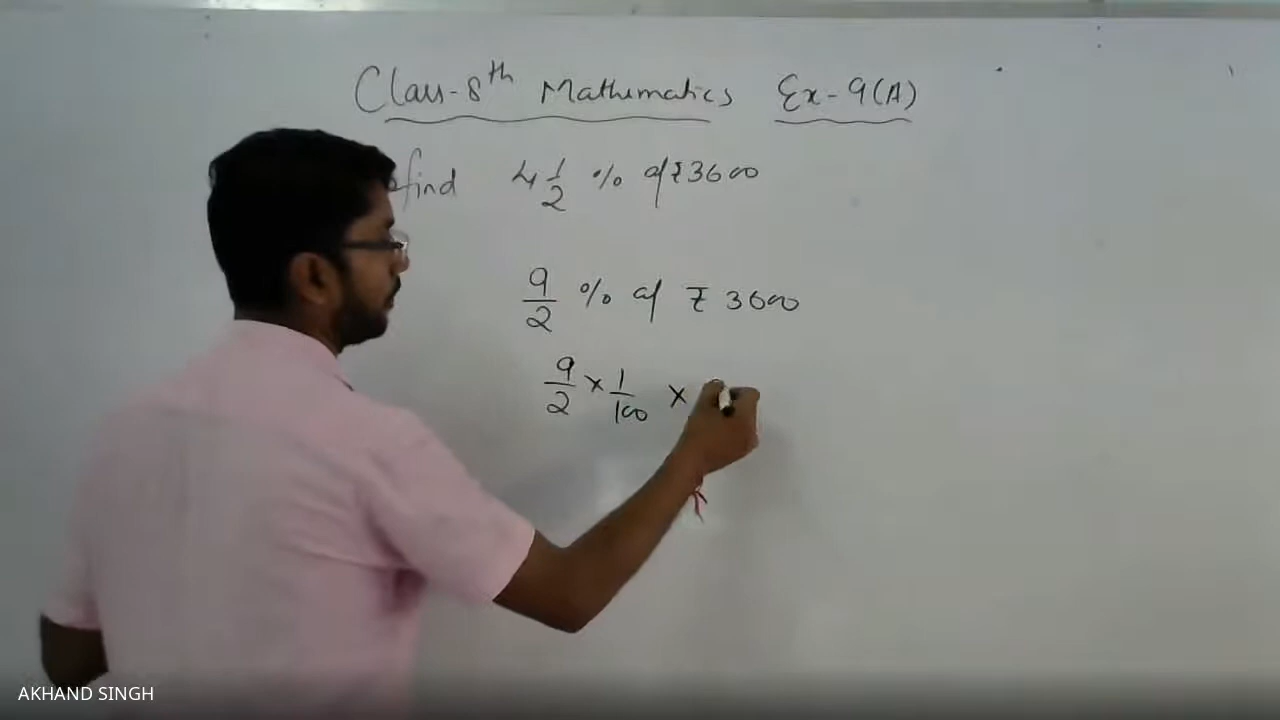 Class-8th Mathematics Ex-9(A)
find 4 1/2 % of ₹3600
9/2 % of ₹ 3600
9/2 × 1/100 ×
AKHAND SINGH